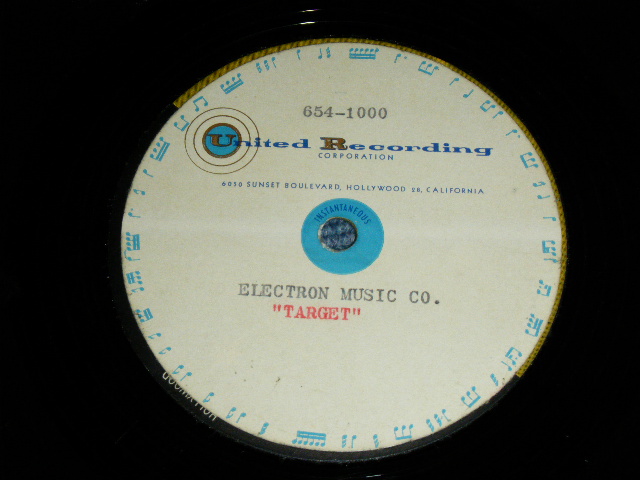 654-1000
United Recording
CORPORATION
6050 SUNSET BOULEVARD, HOLLYWOOD 28, CALIFORNIA
INSTANTANEOUS
ELECTRON MUSIC CO.
"TARGET"